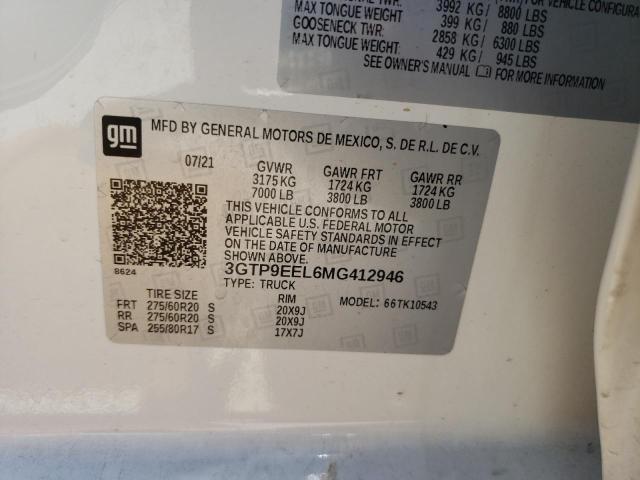 3992 KG / 8800 LBS
MAX TONGUE WEIGHT: 399 KG / 880 LBS
GOOSENECK TWR: 2858 KG / 6300 LBS
MAX TONGUE WEIGHT: 429 KG / 945 LBS
SEE OWNER'S MANUAL FOR MORE INFORMATION
gm
MFD BY GENERAL MOTORS DE MEXICO, S. DE R.L. DE C.V.
07/21 GVWR GAWR FRT GAWR RR
3175 KG 1724 KG 1724 KG
7000 LB 3800 LB 3800 LB
THIS VEHICLE CONFORMS TO ALL
APPLICABLE U.S. FEDERAL MOTOR
VEHICLE SAFETY STANDARDS IN EFFECT
ON THE DATE OF MANUFACTURE
SHOWN ABOVE.
8624
3GTP9EEL6MG412946
TYPE: TRUCK
TIRE SIZE RIM MODEL: 66TK10543
FRT 275/60R20 S 20X9J
RR 275/60R20 S 20X9J
SPA 255/80R17 S 17X7J